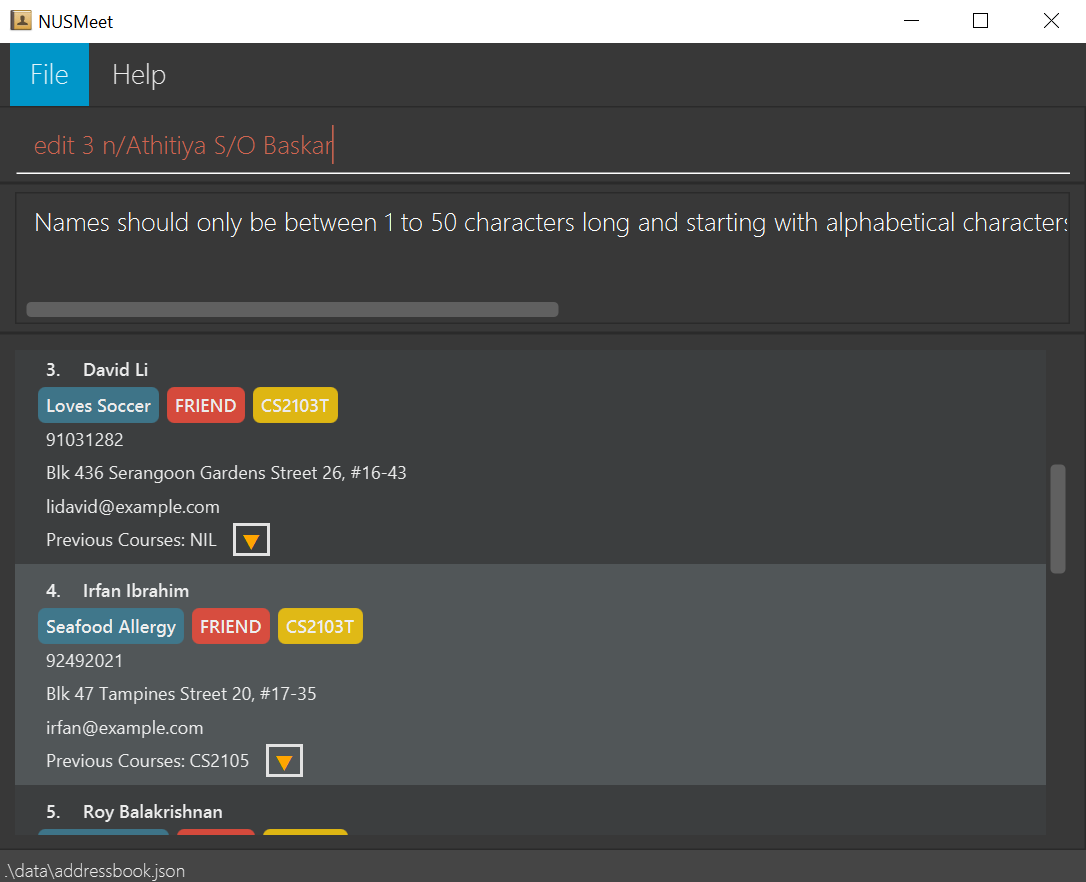 NUSMeet
File Help
edit 3 n/Athitiya S/O Baskar
Names should only be between 1 to 50 characters long and starting with alphabetical characters
3. David Li
Loves Soccer FRIEND CS2103T
91031282
Blk 436 Serangoon Gardens Street 26, #16-43
lidavid@example.com
Previous Courses: NIL ▼
4. Irfan Ibrahim
Seafood Allergy FRIEND CS2103T
92492021
Blk 47 Tampines Street 20, #17-35
irfan@example.com
Previous Courses: CS2105 ▼
5. Roy Balakrishnan
.\data\addressbook.json